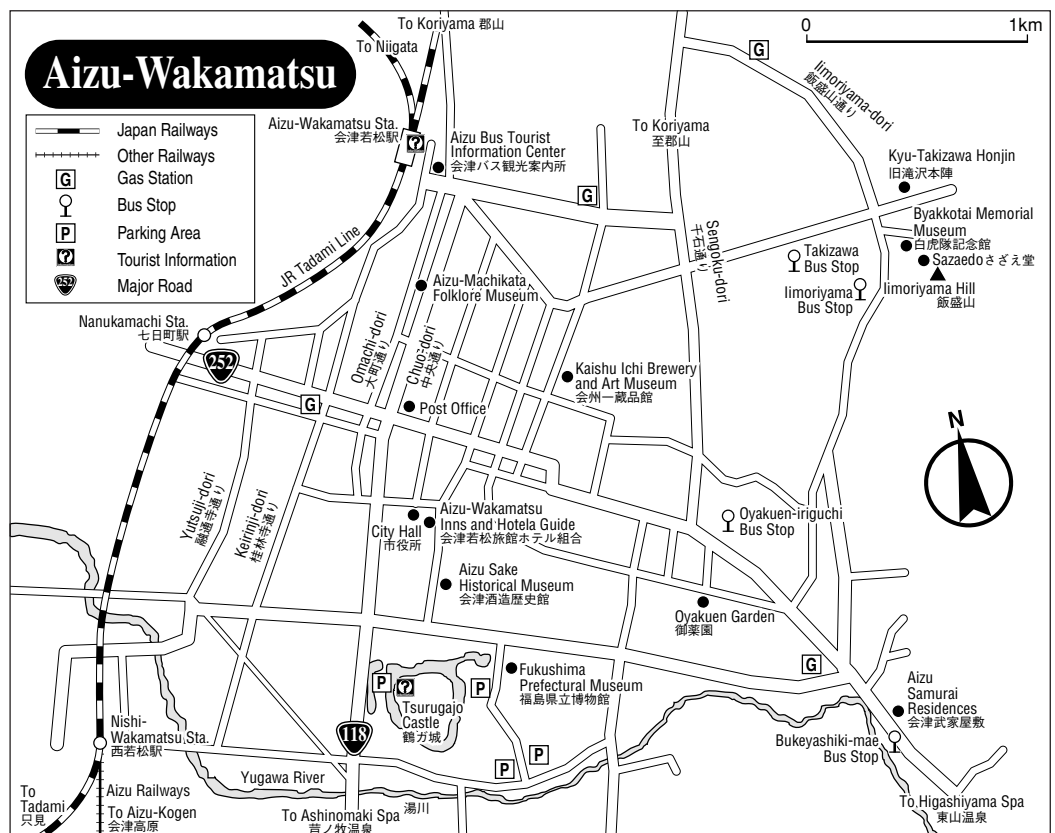 Aizu-Wakamatsu
Japan Railways
Other Railways
G
Gas Station
Bus Stop
P
Parking Area
?
Tourist Information
252
Major Road
To Koriyama 郡山
To Niigata
0
1km
Aizu-Wakamatsu Sta.
会津若松駅
?
Aizu Bus Tourist
Information Center
会津バス観光案内所
G
Iimoriyama-dori
飯盛山通り
To Koriyama
至郡山
Kyu-Takizawa Honjin
旧滝沢本陣
G
Byakkotai Memorial
Museum
白虎隊記念館
Sazaedoさざえ堂
Iimoriyama Hill
飯盛山
Sengoku-dori
千石通り
Takizawa
Bus Stop
Iimoriyama
Bus Stop
JR Tadami Line
Aizu-Machikata
Folklore Museum
Nanukamachi Sta.
七日町駅
252
Omachi-dori
大町通り
Chuo-dori
中央通り
Kaishu Ichi Brewery
and Art Museum
会州一蔵品館
G
Post Office
N
Yutsuji-dori
融通寺通り
Keirinji-dori
桂林寺通り
City Hall
市役所
Aizu-Wakamatsu
Inns and Hotela Guide
会津若松旅館ホテル組合
Oyakuen-iriguchi
Bus Stop
Aizu Sake
Historical Museum
会津酒造歴史館
Oyakuen Garden
御薬園
G
P
?
Tsurugajo
Castle
鶴ガ城
P
Fukushima
Prefectural Museum
福島県立博物館
Aizu
Samurai
Residences
会津武家屋敷
Nishi-
Wakamatsu Sta.
西若松駅
118
Bukeyashiki-mae
Bus Stop
P
P
Yugawa River
湯川
To
Tadami
只見
Aizu Railways
To Aizu-Kogen
会津高原
To Ashinomaki Spa
芦ノ牧温泉
To Higashiyama Spa
東山温泉